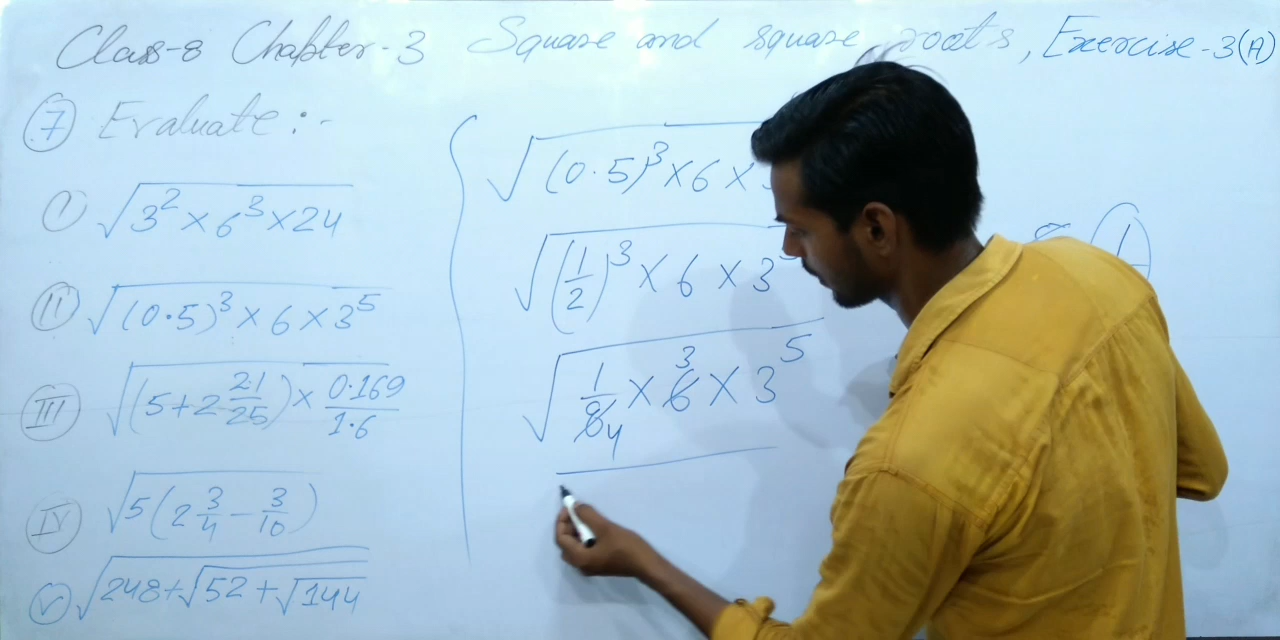 Class-8 Chapter-3 Square and square roots, Exercise-3(A)
(7) Evaluate :-
(I) √(3² × 6³ × 24)
(II) √((0.5)³ × 6 × 3⁵)
(III) √((5 + 2 21/25) × 0.169/1.6)
(IV) √(5(2 3/4 − 3/10))
(V) √(248 + √(52 + √144))
√((0.5)³ × 6 ×
√((1/2)³ × 6 × 3⁵
√(1/8 4 × 6 3 × 3⁵